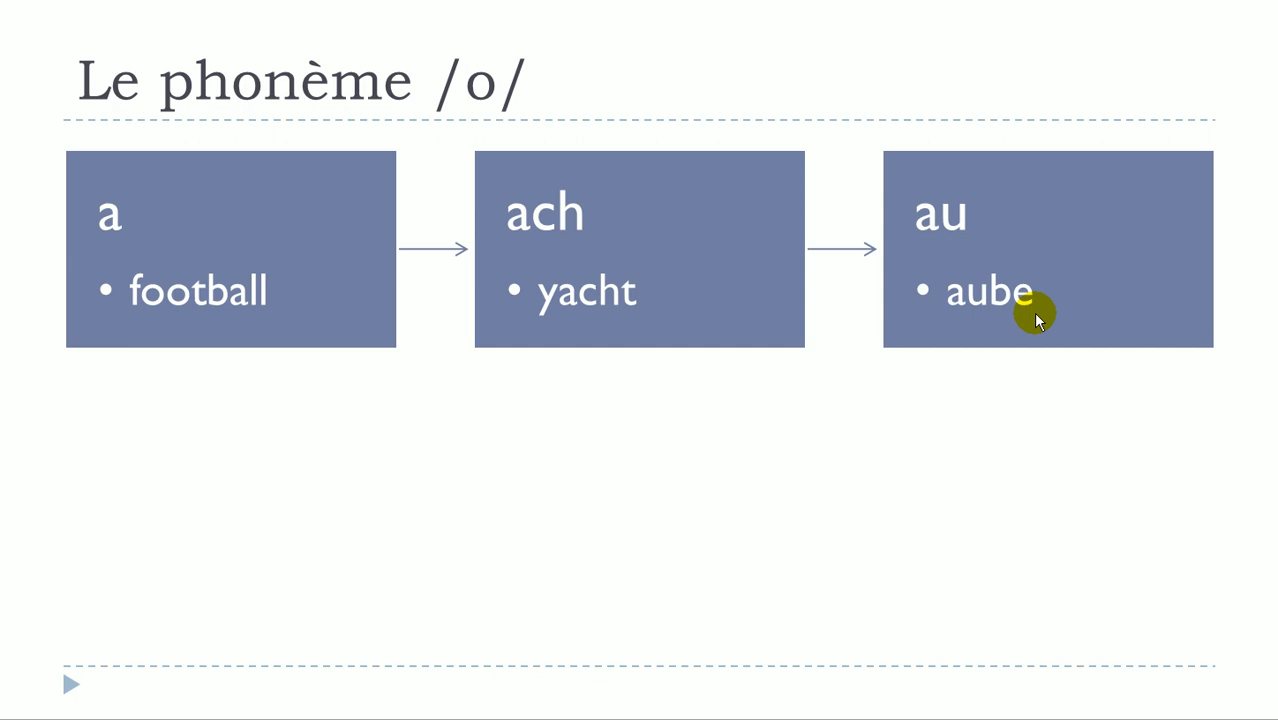 Le phonème /o/
a
• football
ach
• yacht
au
• aube